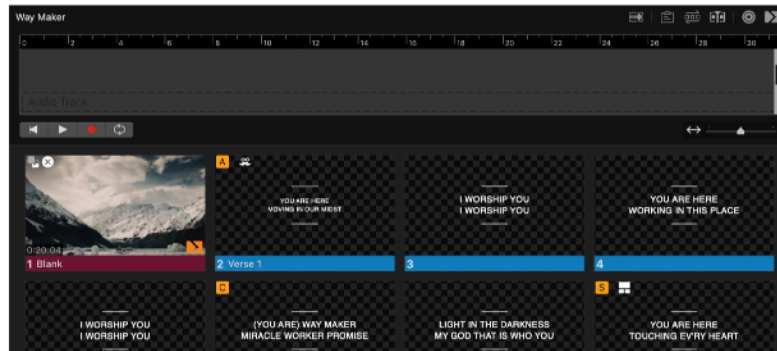 Way Maker
0 2 4 6 8 10 12 14 16 18 20 22 24 26 28 30
1 Audio Track
0:20:04
1 Blank
A
YOU ARE HERE
MOVING IN OUR MIDST
2 Verse 1
I WORSHIP YOU
I WORSHIP YOU
3
YOU ARE HERE
WORKING IN THIS PLACE
4
I WORSHIP YOU
I WORSHIP YOU
C
(YOU ARE) WAY MAKER
MIRACLE WORKER PROMISE
LIGHT IN THE DARKNESS
MY GOD THAT IS WHO YOU
S
YOU ARE HERE
TOUCHING EV'RY HEART